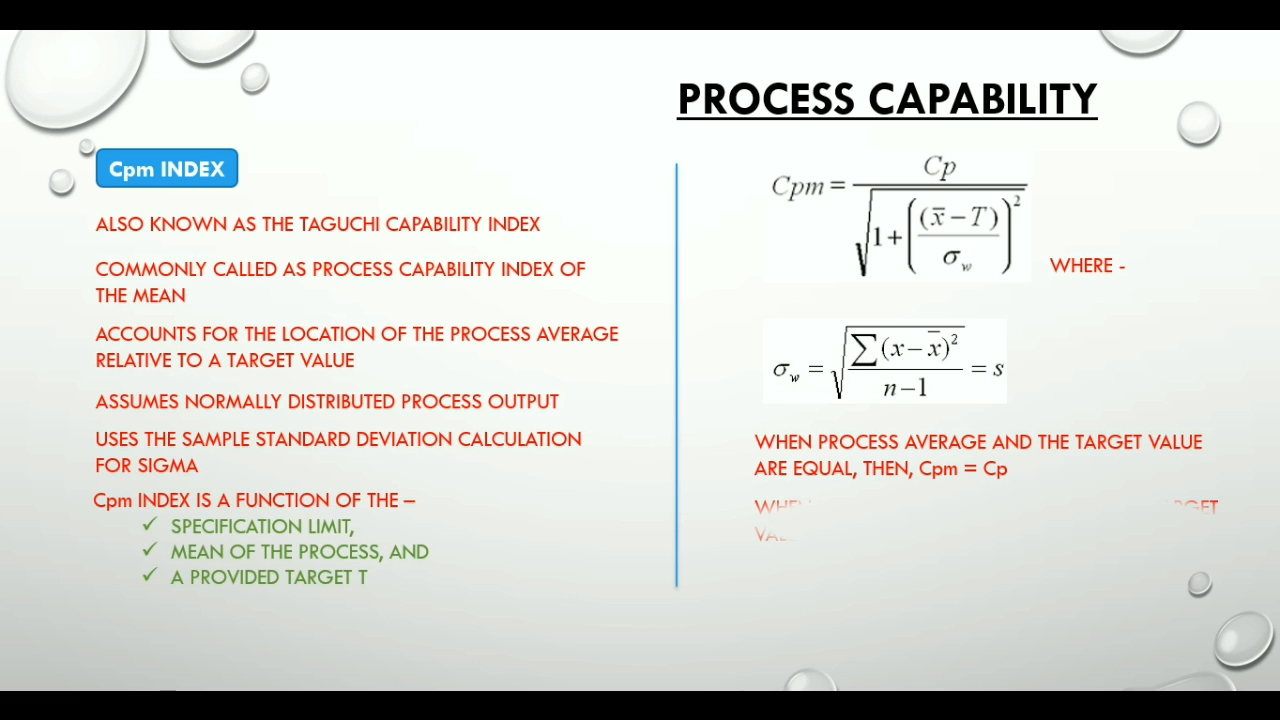 PROCESS CAPABILITY
Cpm INDEX
ALSO KNOWN AS THE TAGUCHI CAPABILITY INDEX
COMMONLY CALLED AS PROCESS CAPABILITY INDEX OF
THE MEAN
ACCOUNTS FOR THE LOCATION OF THE PROCESS AVERAGE
RELATIVE TO A TARGET VALUE
ASSUMES NORMALLY DISTRIBUTED PROCESS OUTPUT
USES THE SAMPLE STANDARD DEVIATION CALCULATION
FOR SIGMA
Cpm INDEX IS A FUNCTION OF THE –
✓ SPECIFICATION LIMIT,
✓ MEAN OF THE PROCESS, AND
✓ A PROVIDED TARGET T
Cpm = Cp / √(1 + ((x̅ – T) / σw)²)
WHERE -
σw = √(∑(x – x̅)² / (n – 1)) = s
WHEN PROCESS AVERAGE AND THE TARGET VALUE
ARE EQUAL, THEN, Cpm = Cp